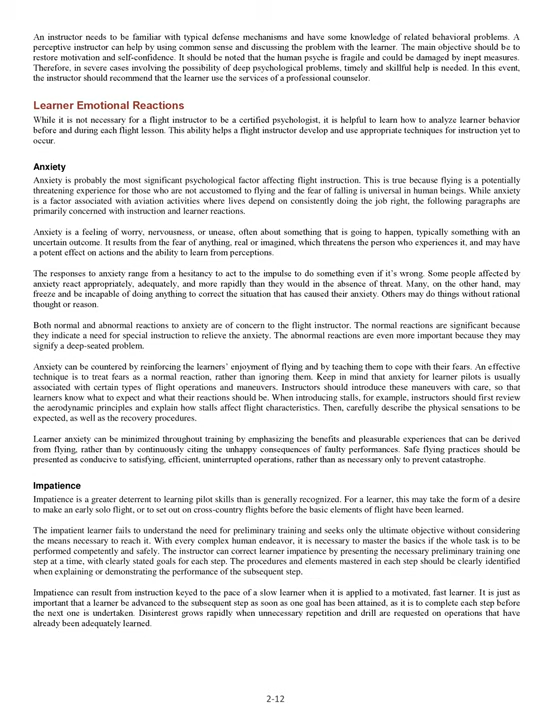 An instructor needs to be familiar with typical defense mechanisms and have some knowledge of related behavioral problems. A
perceptive instructor can help by using common sense and discussing the problem with the learner. The main objective should be to
restore motivation and self-confidence. It should be noted that the human psyche is fragile and could be damaged by inept measures.
Therefore, in severe cases involving the possibility of deep psychological problems, timely and skillful help is needed. In this event,
the instructor should recommend that the learner use the services of a professional counselor.
Learner Emotional Reactions
While it is not necessary for a flight instructor to be a certified psychologist, it is helpful to learn how to analyze learner behavior
before and during each flight lesson. This ability helps a flight instructor develop and use appropriate techniques for instruction yet to
occur.
Anxiety
Anxiety is probably the most significant psychological factor affecting flight instruction. This is true because flying is a potentially
threatening experience for those who are not accustomed to flying and the fear of falling is universal in human beings. While anxiety
is a factor associated with aviation activities where lives depend on consistently doing the job right, the following paragraphs are
primarily concerned with instruction and learner reactions.
Anxiety is a feeling of worry, nervousness, or unease, often about something that is going to happen, typically something with an
uncertain outcome. It results from the fear of anything, real or imagined, which threatens the person who experiences it, and may have
a potent effect on actions and the ability to learn from perceptions.
The responses to anxiety range from a hesitancy to act to the impulse to do something even if it's wrong. Some people affected by
anxiety react appropriately, adequately, and more rapidly than they would in the absence of threat. Many, on the other hand, may
freeze and be incapable of doing anything to correct the situation that has caused their anxiety. Others may do things without rational
thought or reason.
Both normal and abnormal reactions to anxiety are of concern to the flight instructor. The normal reactions are significant because
they indicate a need for special instruction to relieve the anxiety. The abnormal reactions are even more important because they may
signify a deep-seated problem.
Anxiety can be countered by reinforcing the learners' enjoyment of flying and by teaching them to cope with their fears. An effective
technique is to treat fears as a normal reaction, rather than ignoring them. Keep in mind that anxiety for learner pilots is usually
associated with certain types of flight operations and maneuvers. Instructors should introduce these maneuvers with care, so that
learners know what to expect and what their reactions should be. When introducing stalls, for example, instructors should first review
the aerodynamic principles and explain how stalls affect flight characteristics. Then, carefully describe the physical sensations to be
expected, as well as the recovery procedures.
Learner anxiety can be minimized throughout training by emphasizing the benefits and pleasurable experiences that can be derived
from flying, rather than by continuously citing the unhappy consequences of faulty performances. Safe flying practices should be
presented as conducive to satisfying, efficient, uninterrupted operations, rather than as necessary only to prevent catastrophe.
Impatience
Impatience is a greater deterrent to learning pilot skills than is generally recognized. For a learner, this may take the form of a desire
to make an early solo flight, or to set out on cross-country flights before the basic elements of flight have been learned.
The impatient learner fails to understand the need for preliminary training and seeks only the ultimate objective without considering
the means necessary to reach it. With every complex human endeavor, it is necessary to master the basics if the whole task is to be
performed competently and safely. The instructor can correct learner impatience by presenting the necessary preliminary training one
step at a time, with clearly stated goals for each step. The procedures and elements mastered in each step should be clearly identified
when explaining or demonstrating the performance of the subsequent step.
Impatience can result from instruction keyed to the pace of a slow learner when it is applied to a motivated, fast learner. It is just as
important that a learner be advanced to the subsequent step as soon as one goal has been attained, as it is to complete each step before
the next one is undertaken. Disinterest grows rapidly when unnecessary repetition and drill are requested on operations that have
already been adequately learned.
2-12